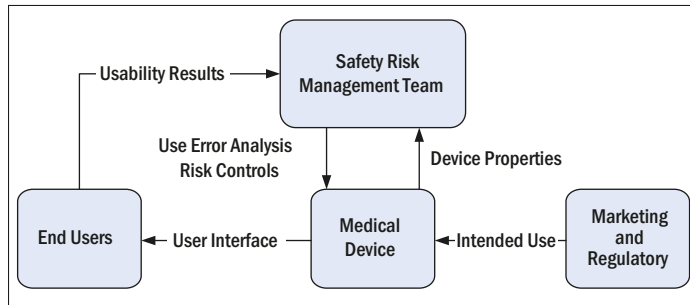 Safety Risk
Management Team
Usability Results
Use Error Analysis
Risk Controls
Device Properties
End Users
User Interface
Medical
Device
Intended Use
Marketing
and
Regulatory